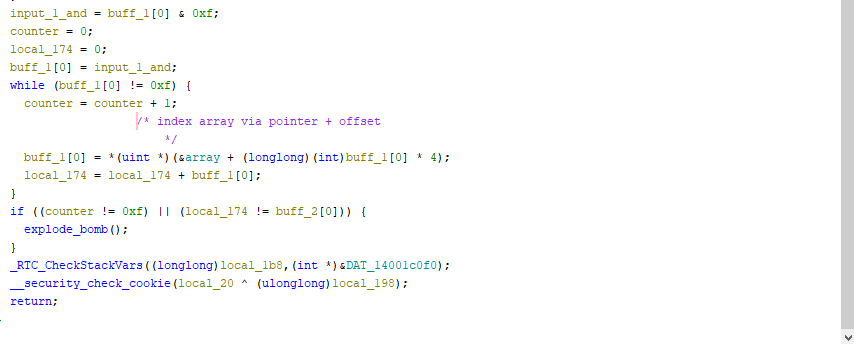 input_1_and = buff_1[0] & 0xf;
counter = 0;
local_174 = 0;
buff_1[0] = input_1_and;
while (buff_1[0] != 0xf) {
counter = counter + 1;
/* index array via pointer + offset
*/
buff_1[0] = *(uint *)(&array + (longlong)(int)buff_1[0] * 4);
local_174 = local_174 + buff_1[0];
}
if ((counter != 0xf) || (local_174 != buff_2[0])) {
explode_bomb();
}
_RTC_CheckStackVars((longlong)local_1b8,(int *)&DAT_14001c0f0);
__security_check_cookie(local_20 ^ (ulonglong)local_198);
return;